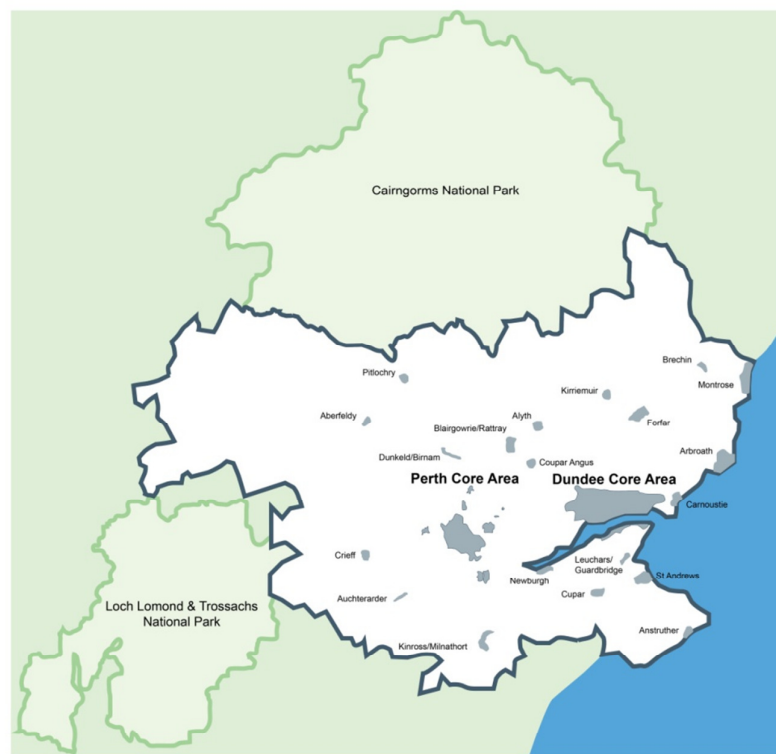 Cairngorms National Park
Brechin
Montrose
Pitlochry
Kirriemuir
Aberfeldy
Alyth
Forfar
Blairgowrie/Rattray
Arbroath
Dunkeld/Birnam
Coupar Angus
Perth Core Area
Dundee Core Area
Carnoustie
Crieff
Leuchars/
Guardbridge
Newburgh
St Andrews
Cupar
Auchterarder
Loch Lomond & Trossachs
National Park
Anstruther
Kinross/Milnathort